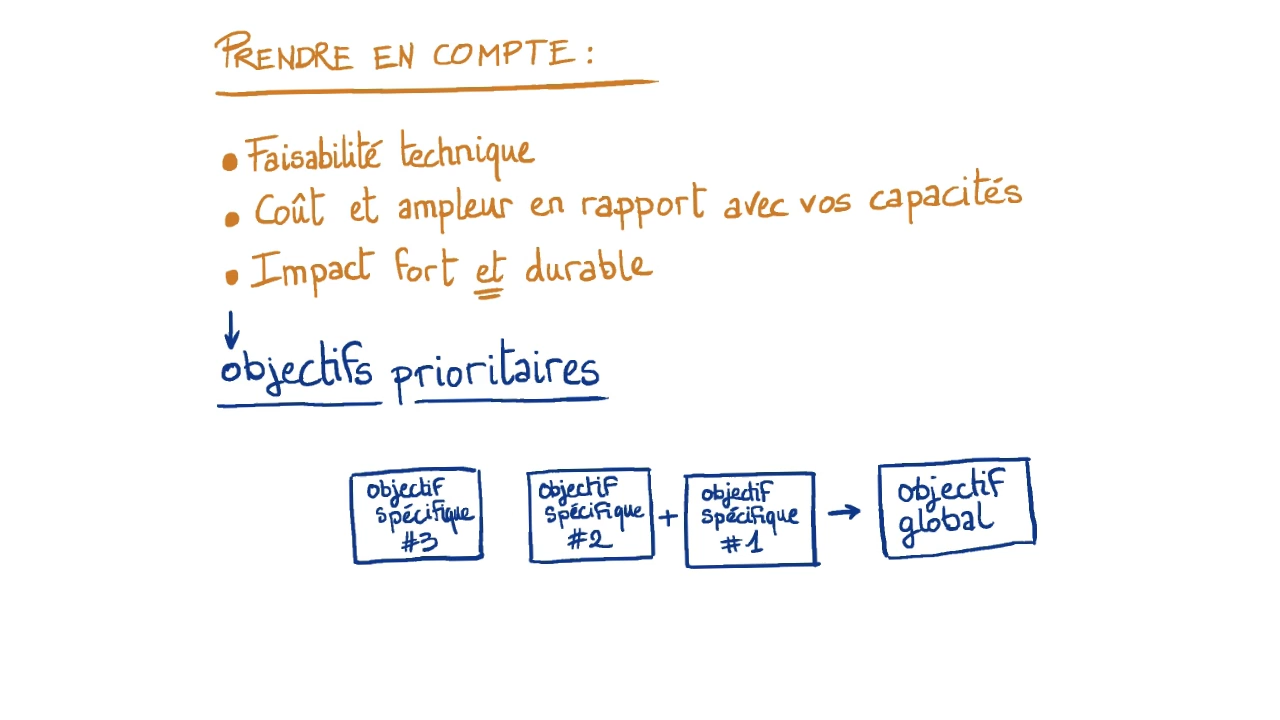 PRENDRE EN COMPTE :
• Faisabilité technique
• Coût et ampleur en rapport avec vos capacités
• Impact fort et durable
↓
objectifs prioritaires
objectif
spécifique
#3
objectif
spécifique
#2
+
objectif
spécifique
#1
→
objectif
global